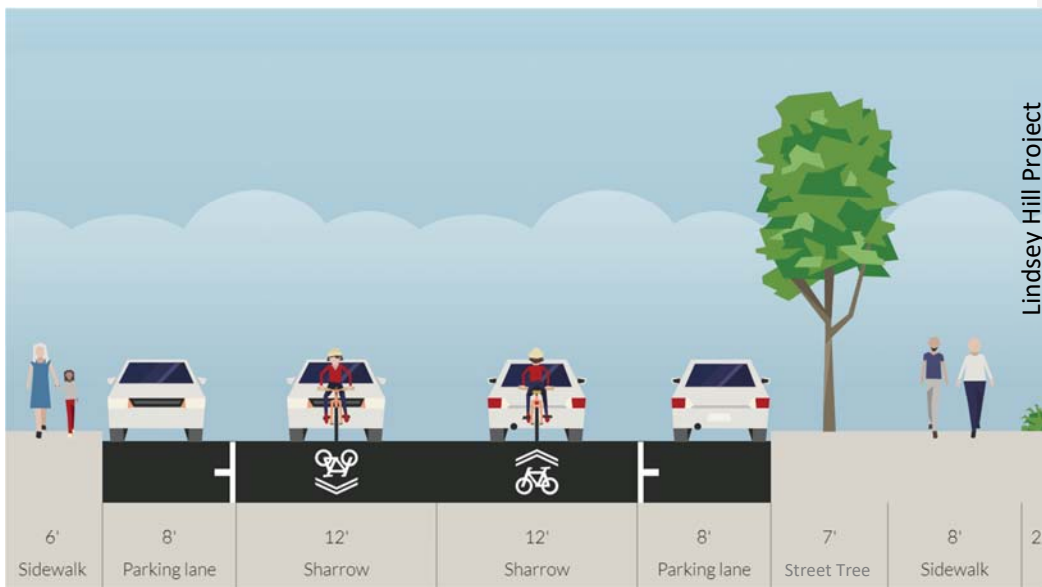 Lindsey Hill Project
6' 8' 12' 12' 8' 7' 8' 2
Sidewalk Parking lane Sharrow Sharrow Parking lane Street Tree Sidewalk